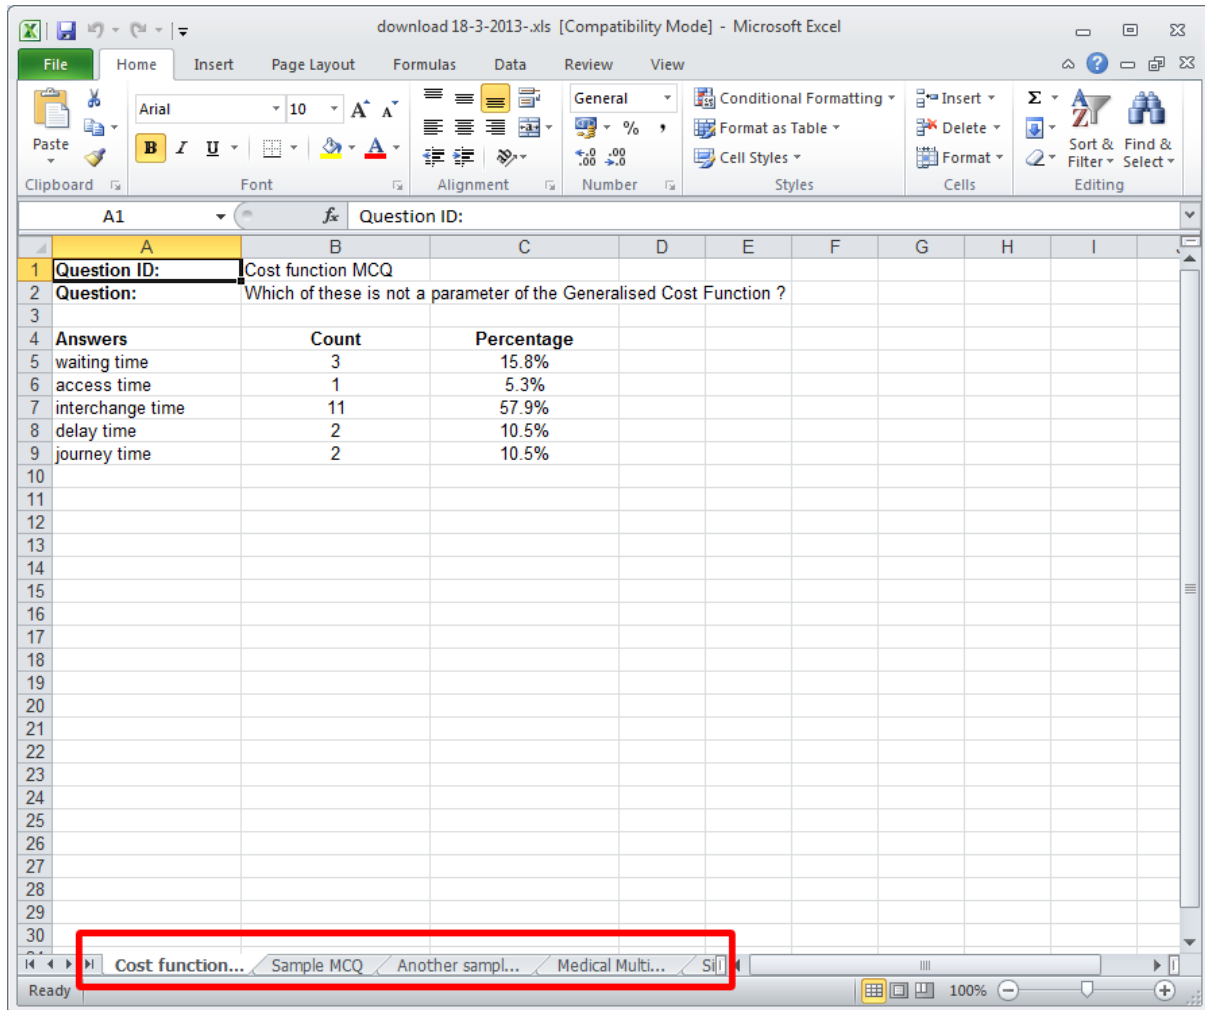 download 18-3-2013-.xls [Compatibility Mode] - Microsoft Excel
File Home Insert Page Layout Formulas Data Review View
Paste
Clipboard
Arial 10
B I U
Font
Alignment
General
% ,
Number
Conditional Formatting
Format as Table
Cell Styles
Styles
Insert
Delete
Format
Cells
Σ
Sort & Filter
Find & Select
Editing
A1 fx Question ID:
A B C D E F G H I
1 Question ID: Cost function MCQ
2 Question: Which of these is not a parameter of the Generalised Cost Function ?
3
4 Answers Count Percentage
5 waiting time 3 15.8%
6 access time 1 5.3%
7 interchange time 11 57.9%
8 delay time 2 10.5%
9 journey time 2 10.5%
10
11
12
13
14
15
16
17
18
19
20
21
22
23
24
25
26
27
28
29
30
Cost function... Sample MCQ Another sampl... Medical Multi... Si
Ready 100%